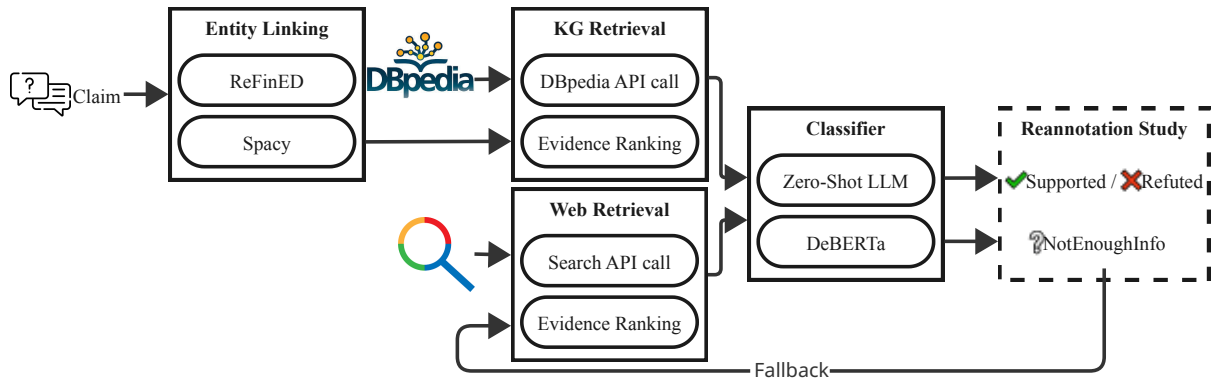 ?
Claim
Entity Linking
ReFinED
Spacy
DBpedia
KG Retrieval
DBpedia API call
Evidence Ranking
Web Retrieval
Search API call
Evidence Ranking
Classifier
Zero-Shot LLM
DeBERTa
Reannotation Study
Supported / Refuted
?NotEnoughInfo
Fallback